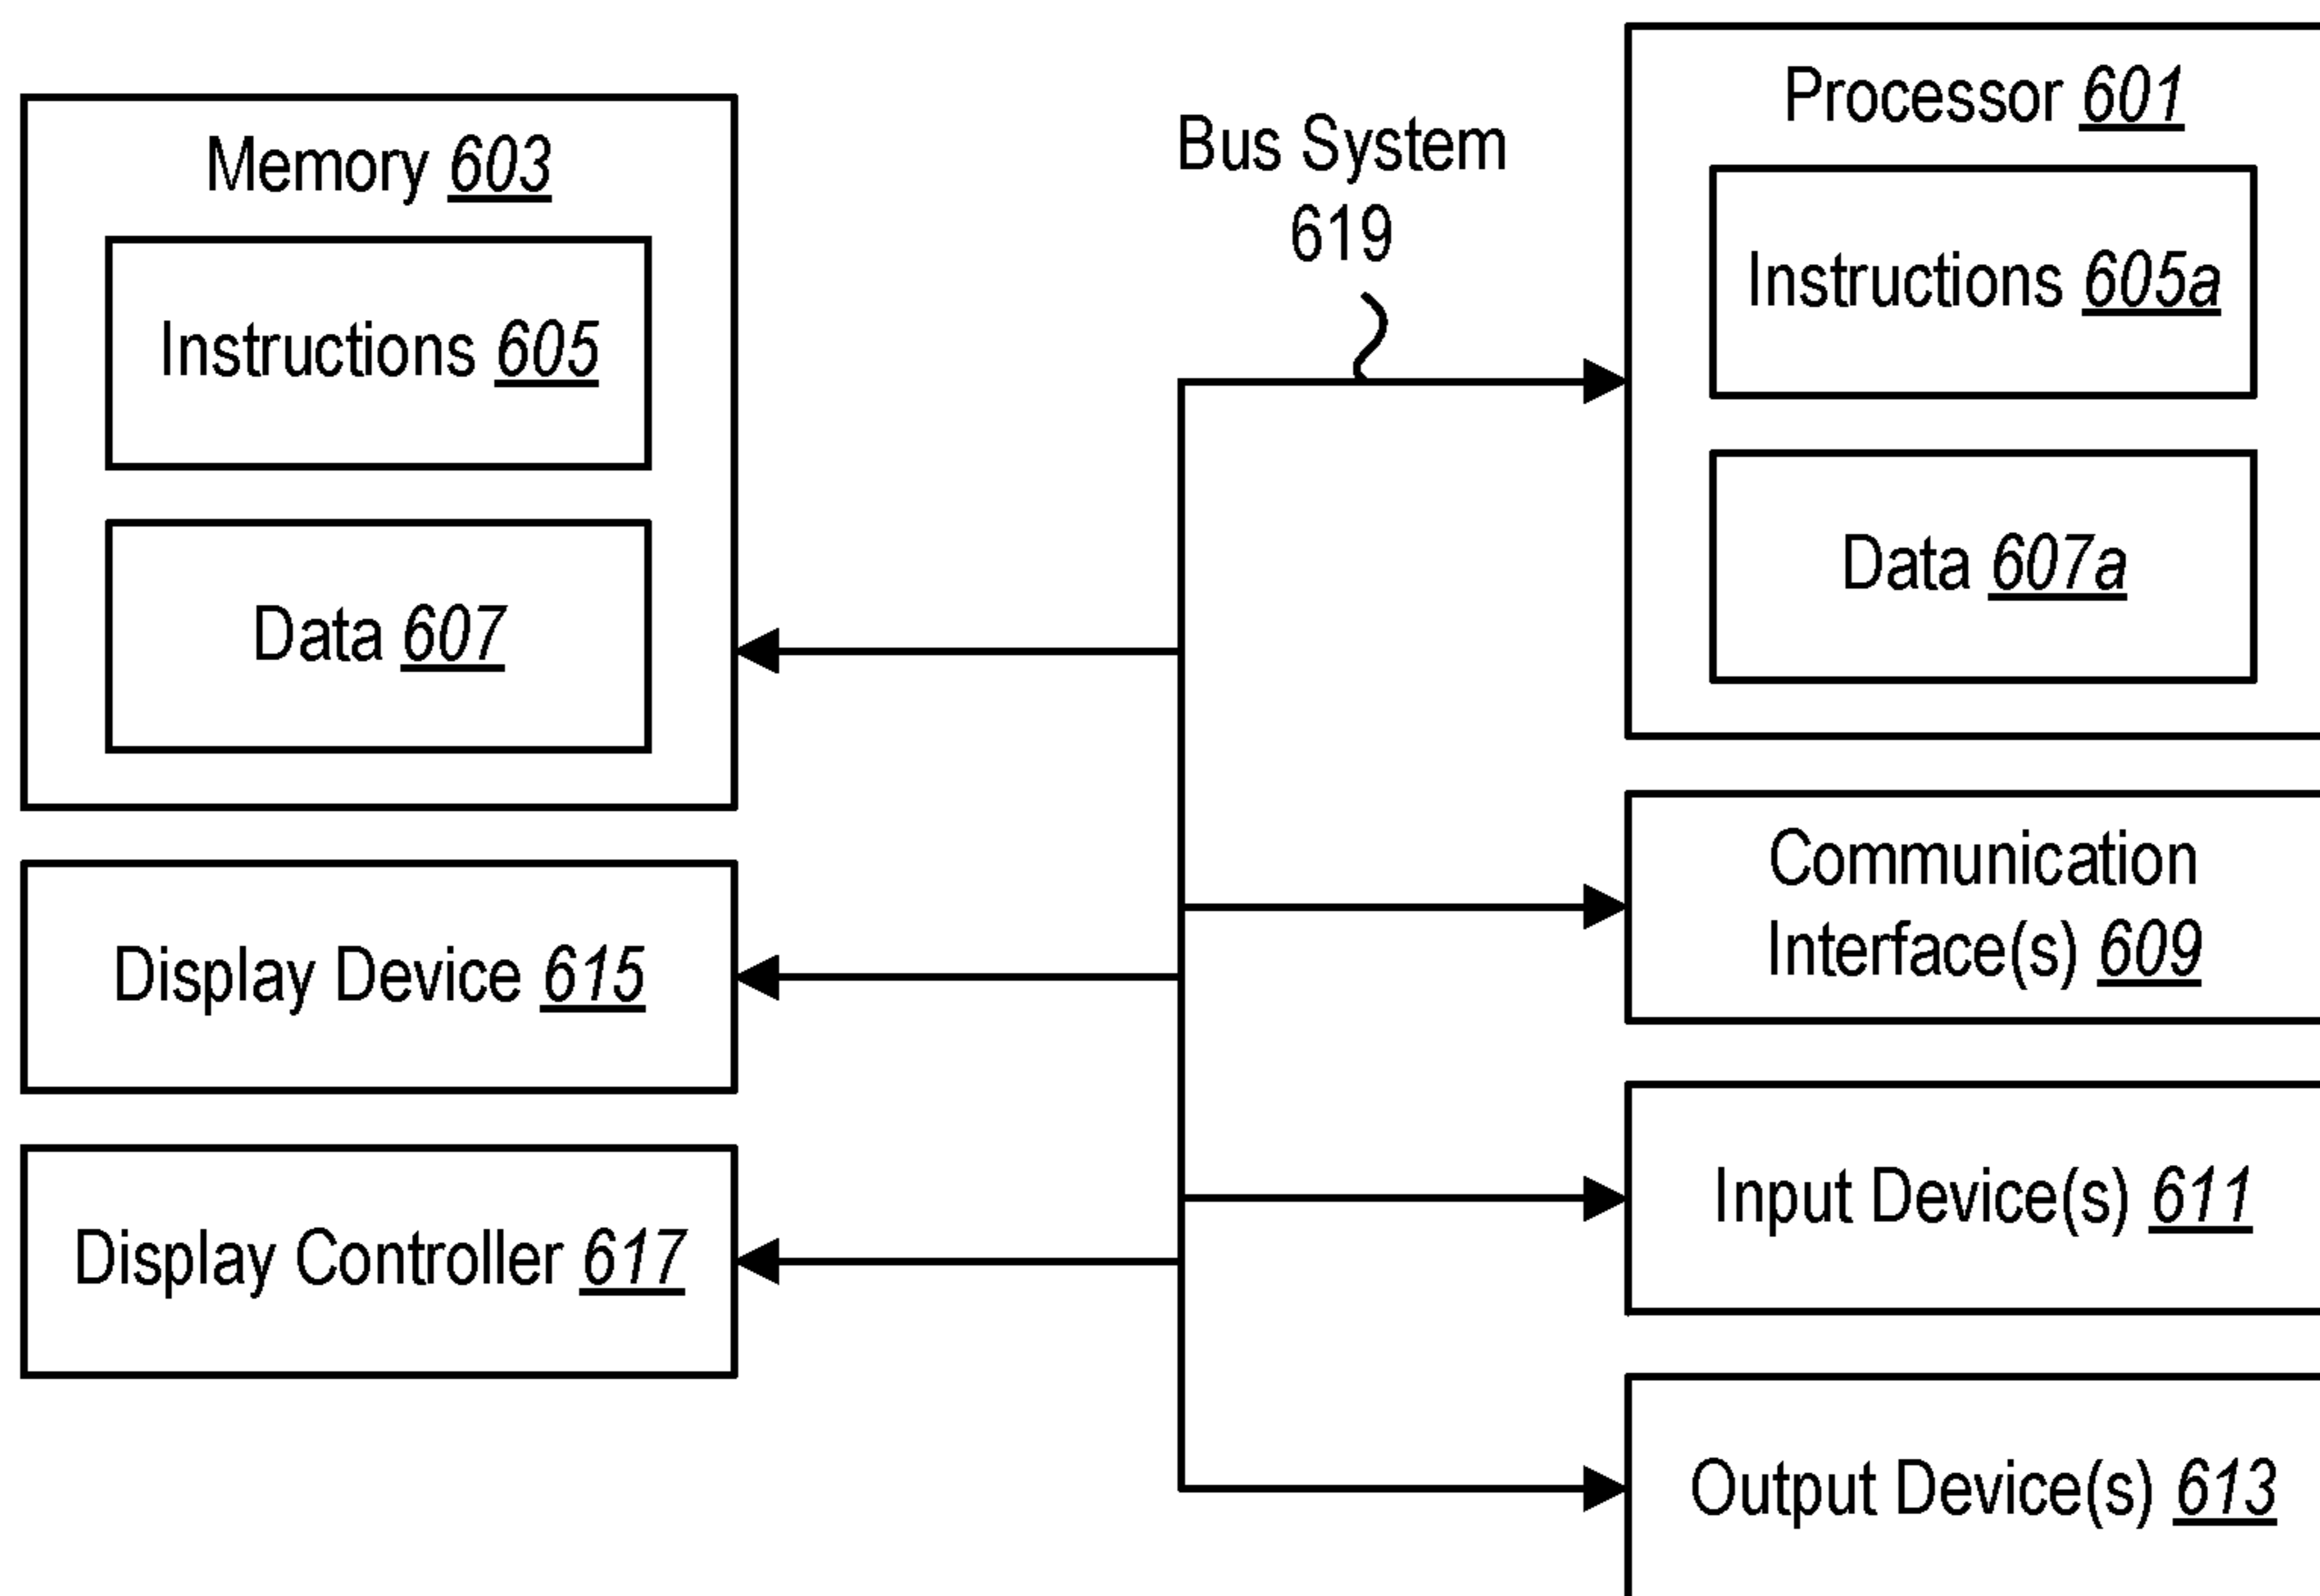 Memory 603
Instructions 605
Data 607
Display Device 615
Display Controller 617
Bus System
619
Processor 601
Instructions 605a
Data 607a
Communication
Interface(s) 609
Input Device(s) 611
Output Device(s) 613